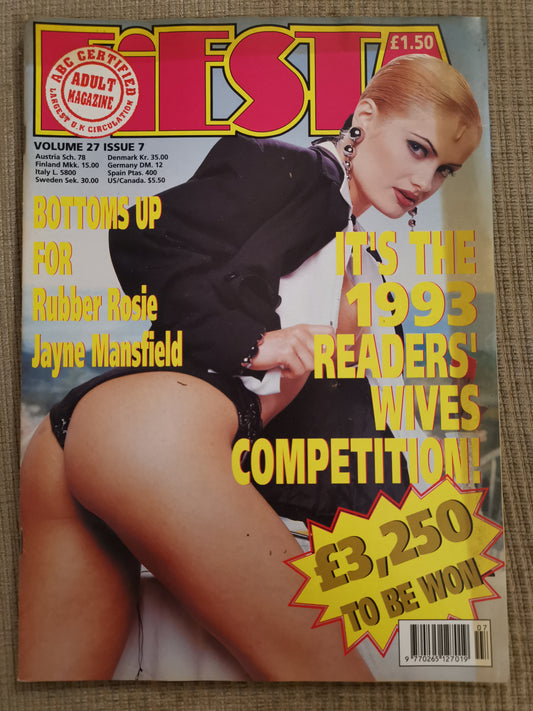 FiESTA
£1.50
ABC CERTIFIED
ADULT
MAGAZINE
LARGEST U.K CIRCULATION
VOLUME 27 ISSUE 7
Austria Sch. 78
Finland Mkk. 15.00
Italy L. 5800
Sweden Sek. 30.00
Denmark Kr. 35.00
Germany DM. 12
Spain Ptas. 400
US/Canada. $5.50
BOTTOMS UP
FOR
Rubber Rosie
Jayne Mansfield
IT'S THE
1993
READERS'
WIVES
COMPETITION!
£3,250
TO BE WON
07
9 770265 127019